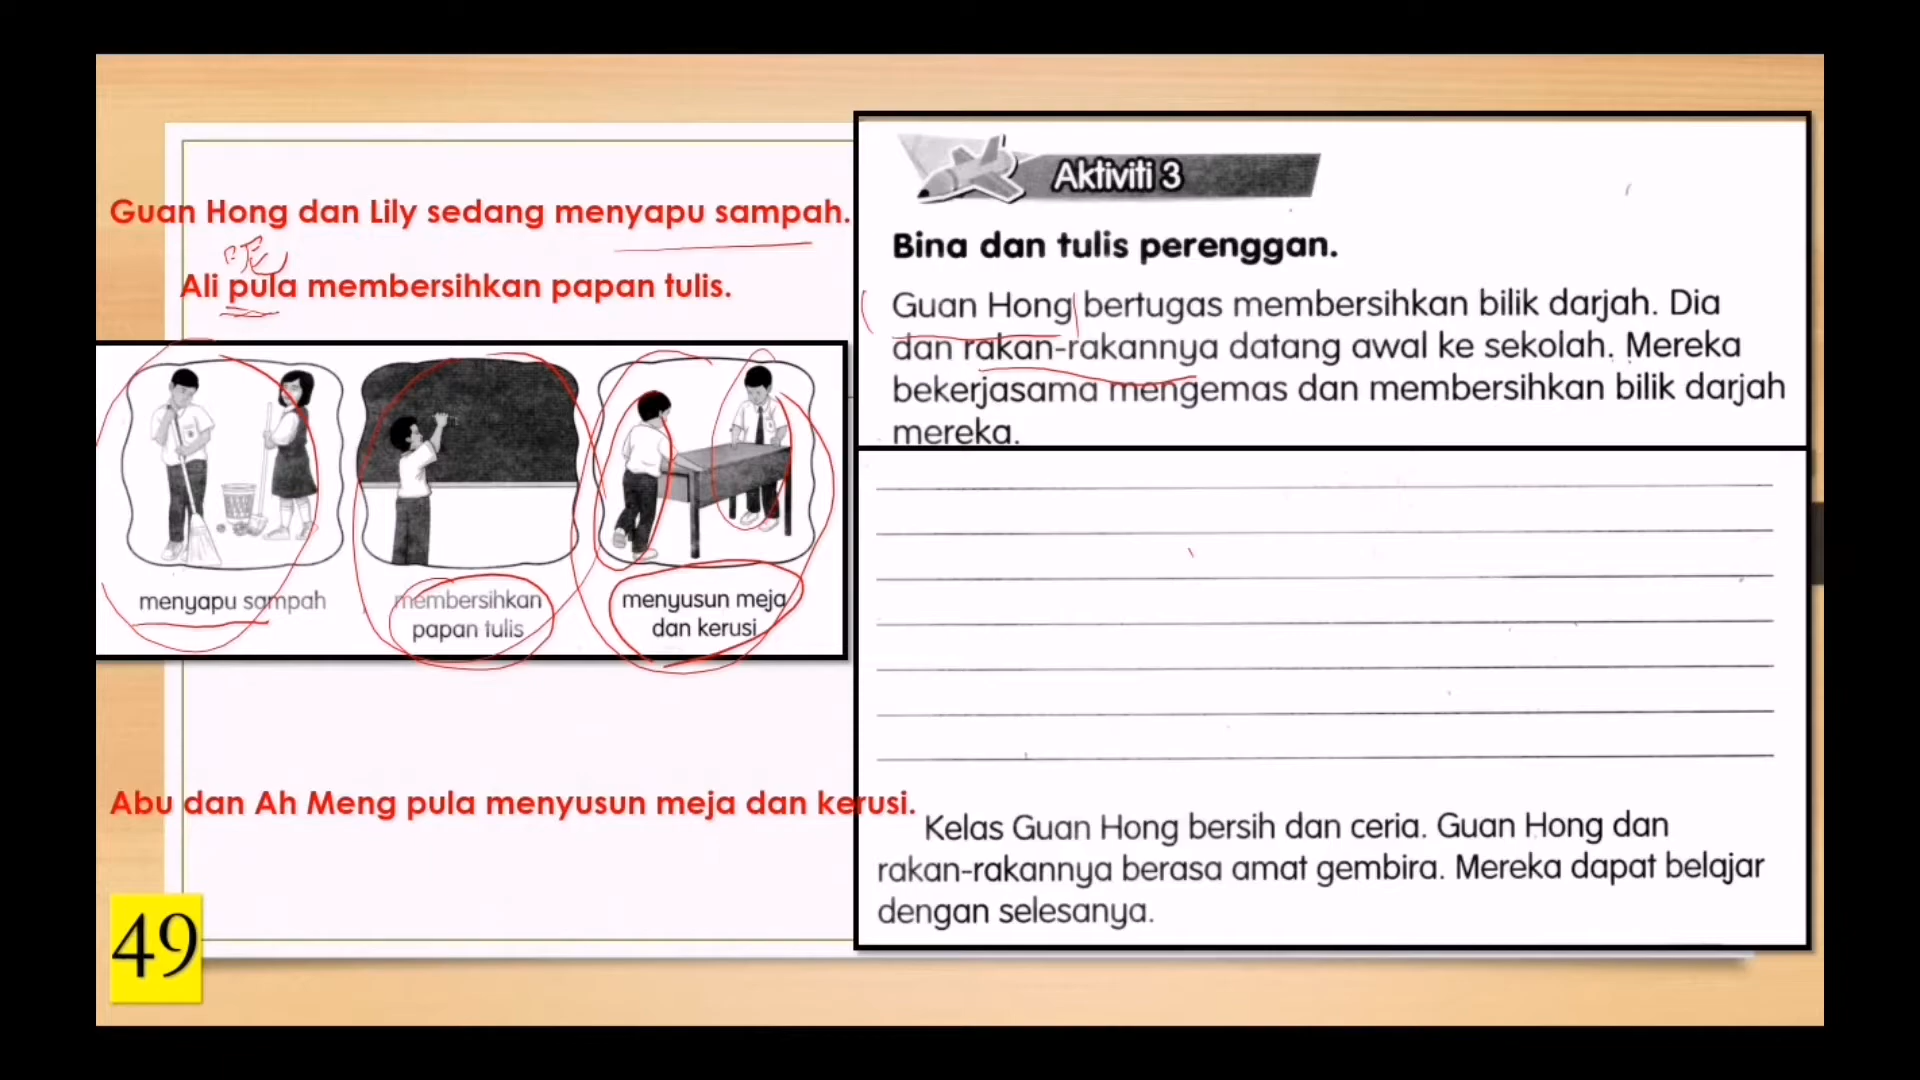 Guan Hong dan Lily sedang menyapu sampah.
呢
Ali pula membersihkan papan tulis.
menyapu sampah
membersihkan
papan tulis
menyusun meja
dan kerusi
Abu dan Ah Meng pula menyusun meja dan kerusi.
49
Aktiviti 3
Bina dan tulis perenggan.
Guan Hong bertugas membersihkan bilik darjah. Dia
dan rakan-rakannya datang awal ke sekolah. Mereka
bekerjasama mengemas dan membersihkan bilik darjah
mereka.
Kelas Guan Hong bersih dan ceria. Guan Hong dan
rakan-rakannya berasa amat gembira. Mereka dapat belajar
dengan selesanya.